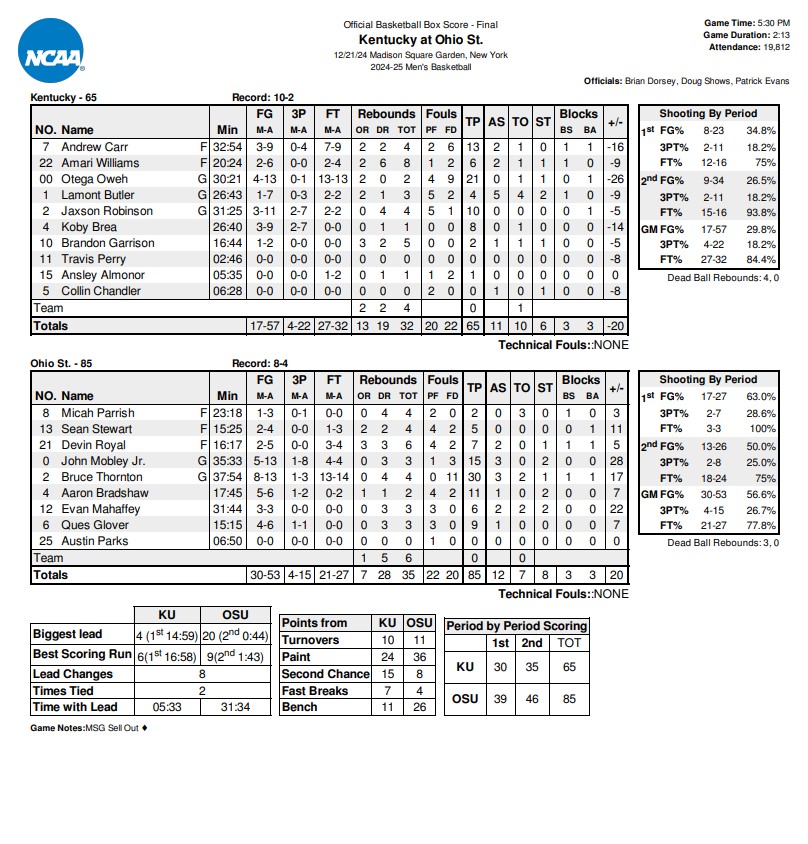 NCAA®
Official Basketball Box Score - Final
Kentucky at Ohio St.
12/21/24 Madison Square Garden, New York
2024-25 Men's Basketball
Game Time: 5:30 PM
Game Duration: 2:13
Attendance: 19,812
Officials: Brian Dorsey, Doug Shows, Patrick Evans
Kentucky - 65 Record: 10-2
FG 3P FT Rebounds Fouls TP AS TO ST Blocks +/-
NO. Name Min M-A M-A M-A OR DR TOT PF FD BS BA
7 Andrew Carr F 32:54 3-9 0-4 7-9 2 2 4 2 6 13 2 1 0 1 1 -16
22 Amari Williams F 20:24 2-6 0-0 2-4 2 6 8 1 2 6 2 1 1 1 0 -9
00 Otega Oweh G 30:21 4-13 0-1 13-13 2 0 2 4 9 21 0 1 1 0 0 -26
1 Lamont Butler G 26:43 1-7 0-3 2-2 2 1 3 5 2 4 5 4 2 1 0 -9
2 Jaxson Robinson G 31:25 3-11 2-7 2-2 0 4 4 5 1 10 0 0 0 0 1 -5
4 Koby Brea 26:40 3-9 2-7 0-0 0 1 1 0 0 8 0 1 0 0 0 -14
10 Brandon Garrison 16:44 1-2 0-0 0-0 3 2 5 0 0 2 1 1 1 0 0 -5
11 Travis Perry 02:46 0-0 0-0 0-0 0 0 0 0 0 0 0 0 0 0 0 -8
15 Ansley Almonor 05:35 0-0 0-0 1-2 0 1 1 1 2 1 0 0 0 0 0 0
5 Collin Chandler 06:28 0-0 0-0 0-0 0 0 0 2 0 0 1 0 1 0 0 -8
Team 2 2 4 0 1
Totals 17-57 4-22 27-32 13 19 32 20 22 65 11 10 6 3 3 -20
Technical Fouls::NONE
Shooting By Period
1st FG% 8-23 34.8%
3PT% 2-11 18.2%
FT% 12-16 75%
2nd FG% 9-34 26.5%
3PT% 2-11 18.2%
FT% 15-16 93.8%
GM FG% 17-57 29.8%
3PT% 4-22 18.2%
FT% 27-32 84.4%
Dead Ball Rebounds: 4, 0
Ohio St. - 85 Record: 8-4
FG 3P FT Rebounds Fouls TP AS TO ST Blocks +/-
NO. Name Min M-A M-A M-A OR DR TOT PF FD BS BA
8 Micah Parrish F 23:18 1-3 0-1 0-0 0 4 4 2 0 2 0 3 0 1 0 3
13 Sean Stewart F 15:25 2-4 0-0 1-3 2 2 4 4 2 5 0 0 0 1 1 11
21 Devin Royal F 16:17 2-5 0-0 3-4 3 3 6 4 2 7 2 0 1 1 1 5
0 John Mobley Jr. G 35:33 5-13 1-8 4-4 0 3 3 1 3 15 3 0 2 0 0 28
2 Bruce Thornton G 37:54 8-13 1-3 13-14 0 4 4 0 11 30 3 2 1 1 1 17
4 Aaron Bradshaw 17:45 5-6 1-2 0-2 1 1 2 4 2 11 1 0 2 0 0 7
12 Evan Mahaffey 31:44 3-3 0-0 0-0 0 3 3 3 0 6 2 2 2 0 0 22
6 Ques Glover 15:15 4-6 1-1 0-0 0 3 3 3 0 9 1 0 0 0 0 7
25 Austin Parks 06:50 0-0 0-0 0-0 0 0 0 1 0 0 0 0 0 0 0 0
Team 1 5 6 0 0
Totals 30-53 4-15 21-27 7 28 35 22 20 85 12 7 8 3 3 20
Technical Fouls::NONE
Shooting By Period
1st FG% 17-27 63.0%
3PT% 2-7 28.6%
FT% 3-3 100%
2nd FG% 13-26 50.0%
3PT% 2-8 25.0%
FT% 18-24 75%
GM FG% 30-53 56.6%
3PT% 4-15 26.7%
FT% 21-27 77.8%
Dead Ball Rebounds: 3, 0
KU OSU
Biggest lead 4 (1st 14:59) 20 (2nd 0:44)
Best Scoring Run 6(1st 16:58) 9(2nd 1:43)
Lead Changes 8
Times Tied 2
Time with Lead 05:33 31:34
Points from KU OSU
Turnovers 10 11
Paint 24 36
Second Chance 15 8
Fast Breaks 7 4
Bench 11 26
Period by Period Scoring
1st 2nd TOT
KU 30 35 65
OSU 39 46 85
Game Notes:MSG Sell Out ♦